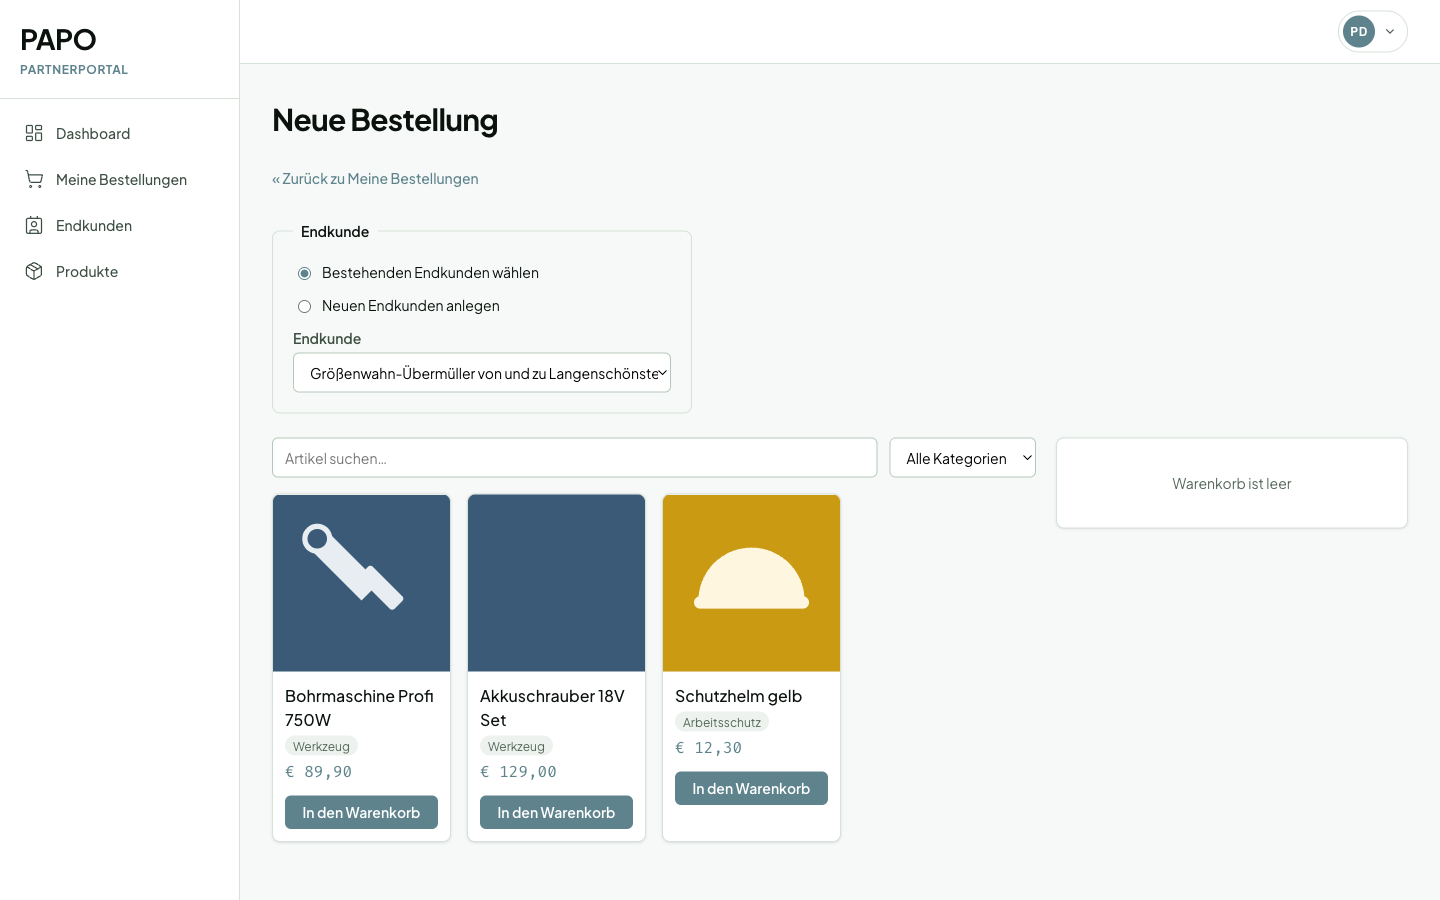 PAPO
PARTNERPORTAL
Dashboard
Meine Bestellungen
Endkunden
Produkte
PD
Neue Bestellung
« Zurück zu Meine Bestellungen
Endkunde
Bestehenden Endkunden wählen
Neuen Endkunden anlegen
Endkunde
Größenwahn-Übermüller von und zu Langenschönste
Artikel suchen...
Alle Kategorien
Warenkorb ist leer
Bohrmaschine Profi
750W
Werkzeug
€ 89,90
In den Warenkorb
Akkuschrauber 18V
Set
Werkzeug
€ 129,00
In den Warenkorb
Schutzhelm gelb
Arbeitsschutz
€ 12,30
In den Warenkorb